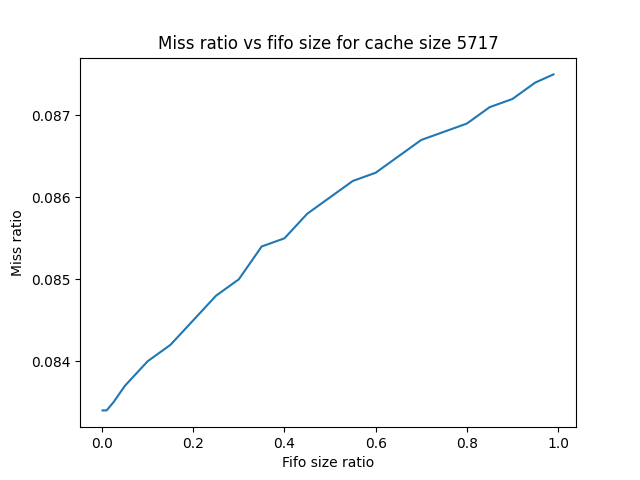 Miss ratio vs fifo size for cache size 5717
0.087
0.086
0.085
0.084
Miss ratio
0.0 0.2 0.4 0.6 0.8 1.0
Fifo size ratio